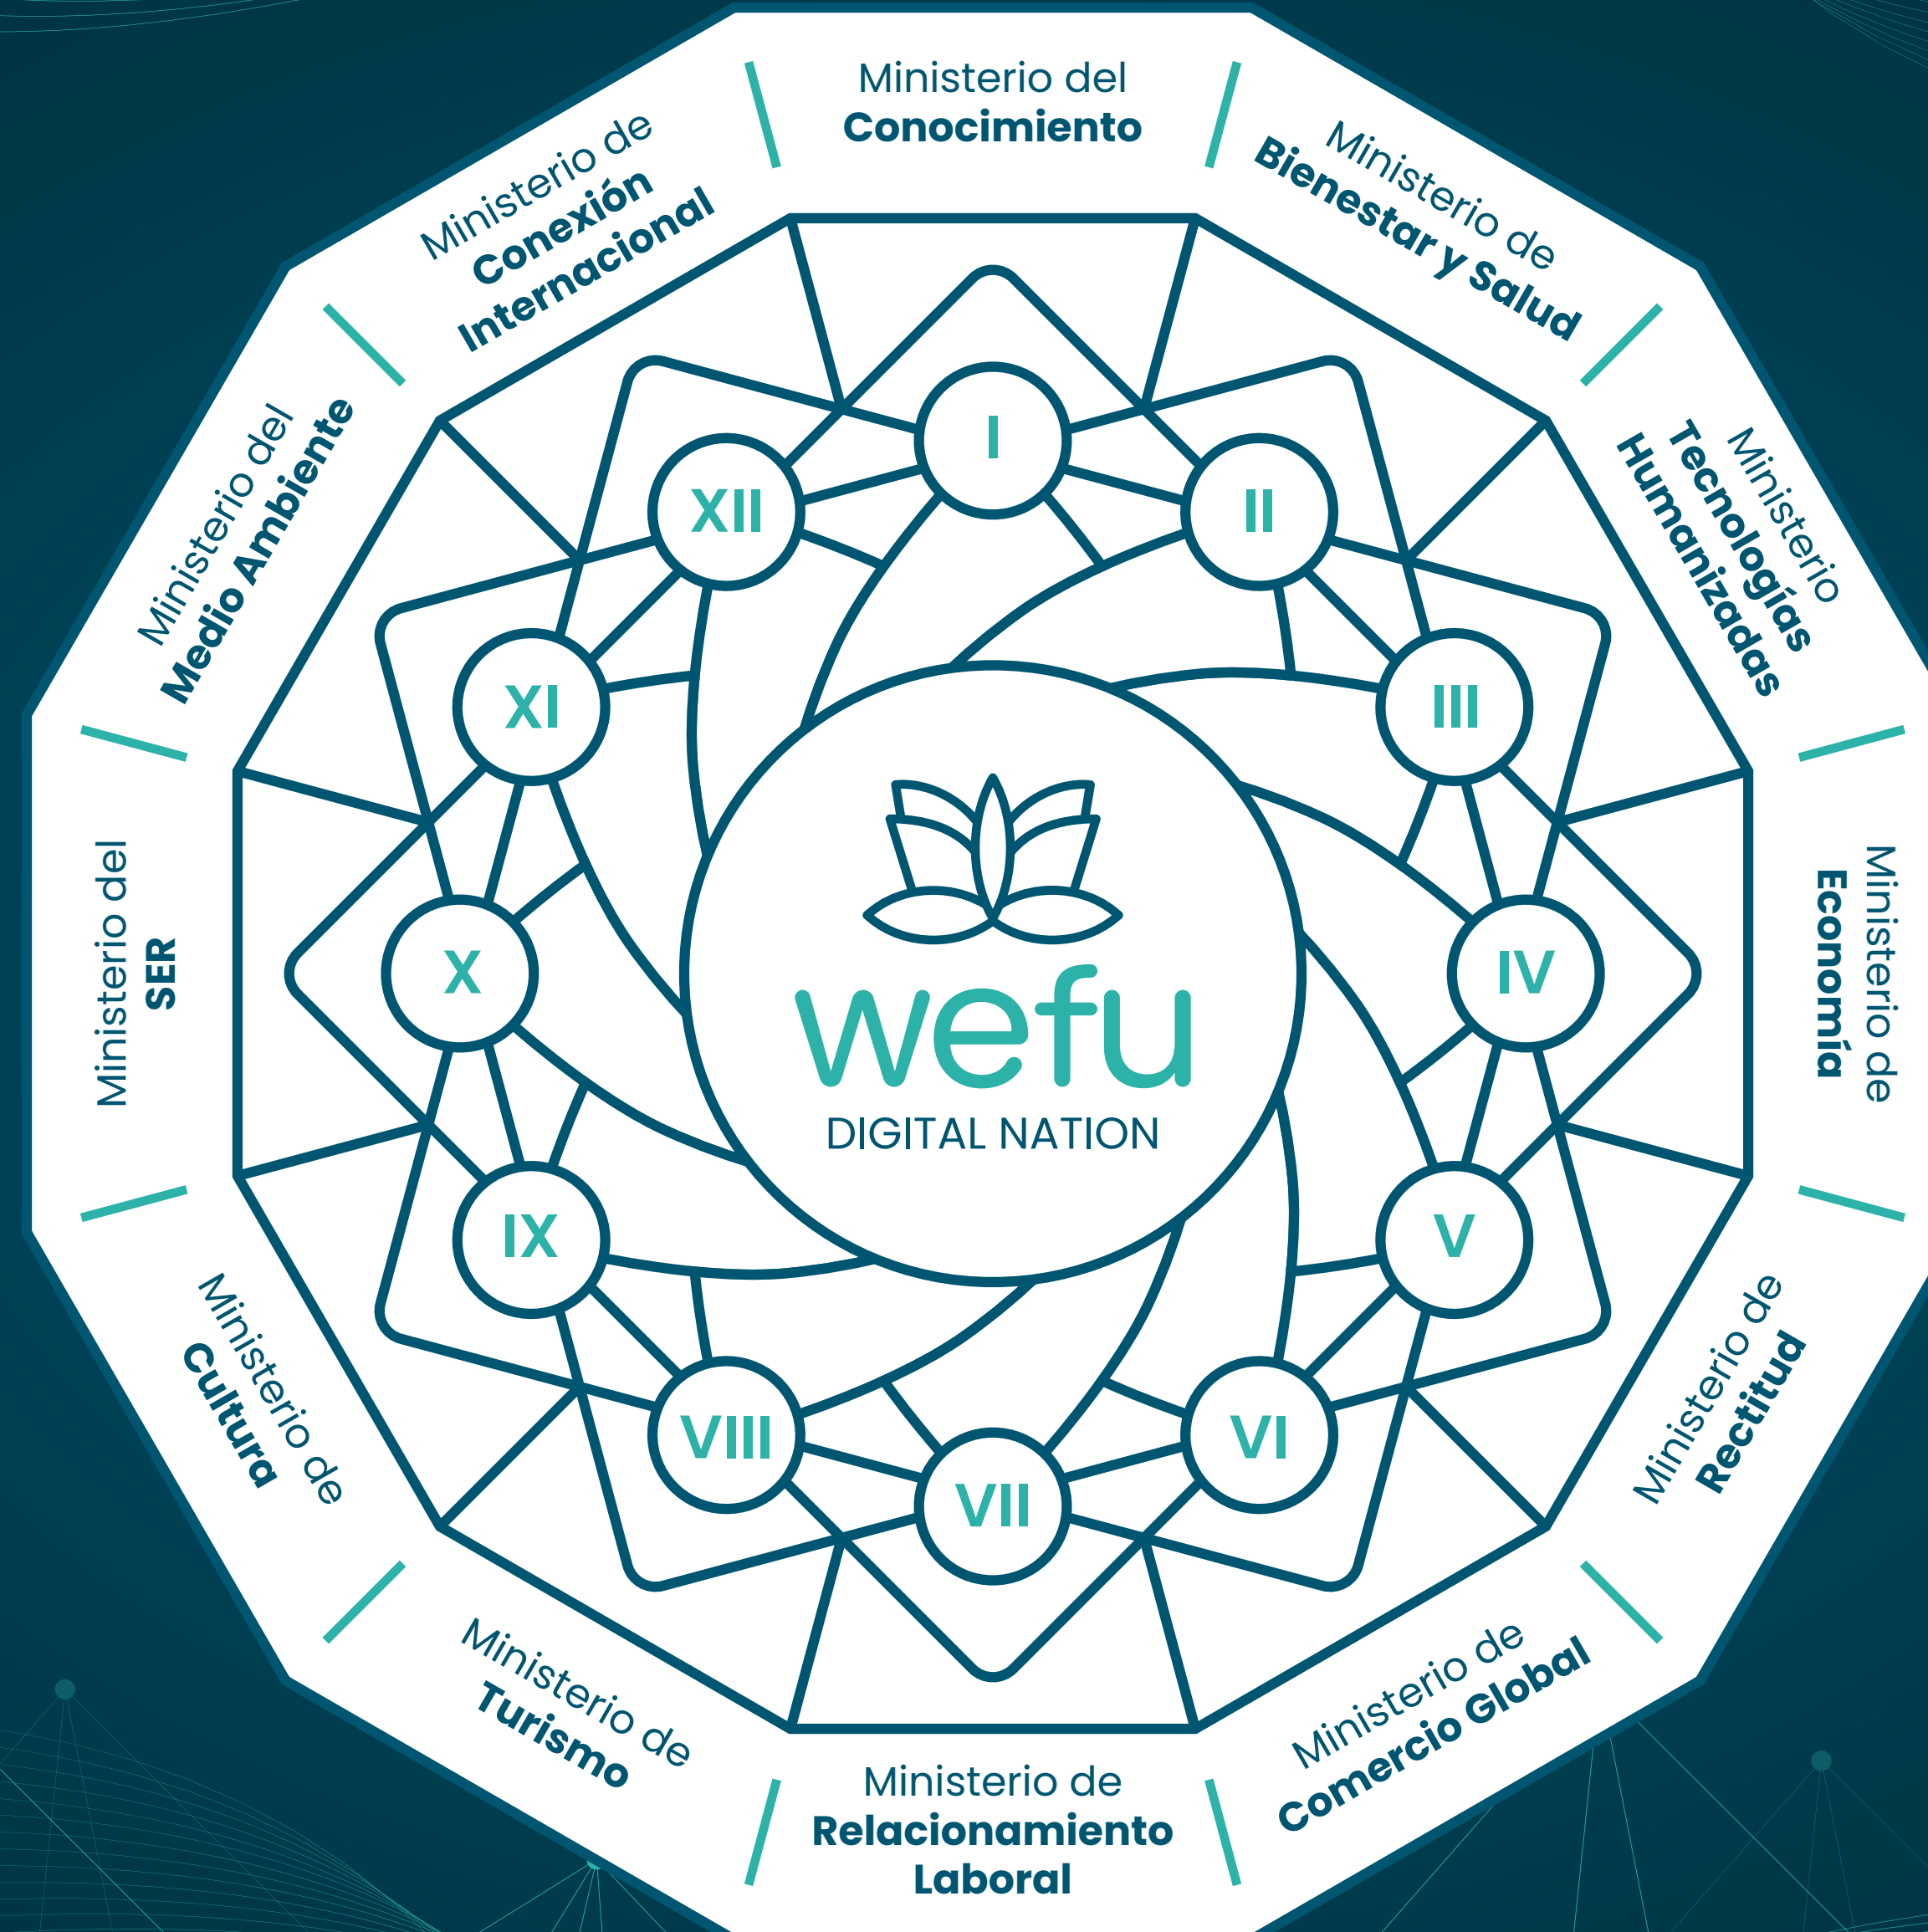 Ministerio del
Conocimiento
Ministerio de
Bienestar y Salud
Ministerio
Tecnologías
Humanizadas
Ministerio de
Economía
Ministerio de
Rectitud
Ministerio de
Comercio Global
Ministerio de
Relacionamiento
Laboral
Ministerio de
Turismo
Ministerio de
Cultura
Ministerio del
SER
Ministerio del
Medio Ambiente
Ministerio de
Conexión
Internacional
I
II
III
IV
V
VI
VII
VIII
IX
X
XI
XII
wefu
DIGITAL NATION